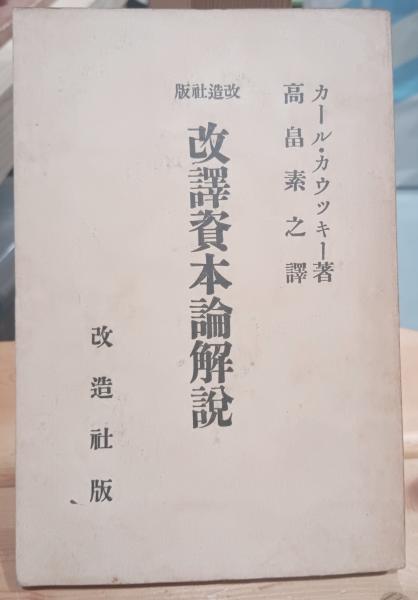 カール・カウツキー著
高畠素之譯
改造社版
改譯資本論解說
改造社版